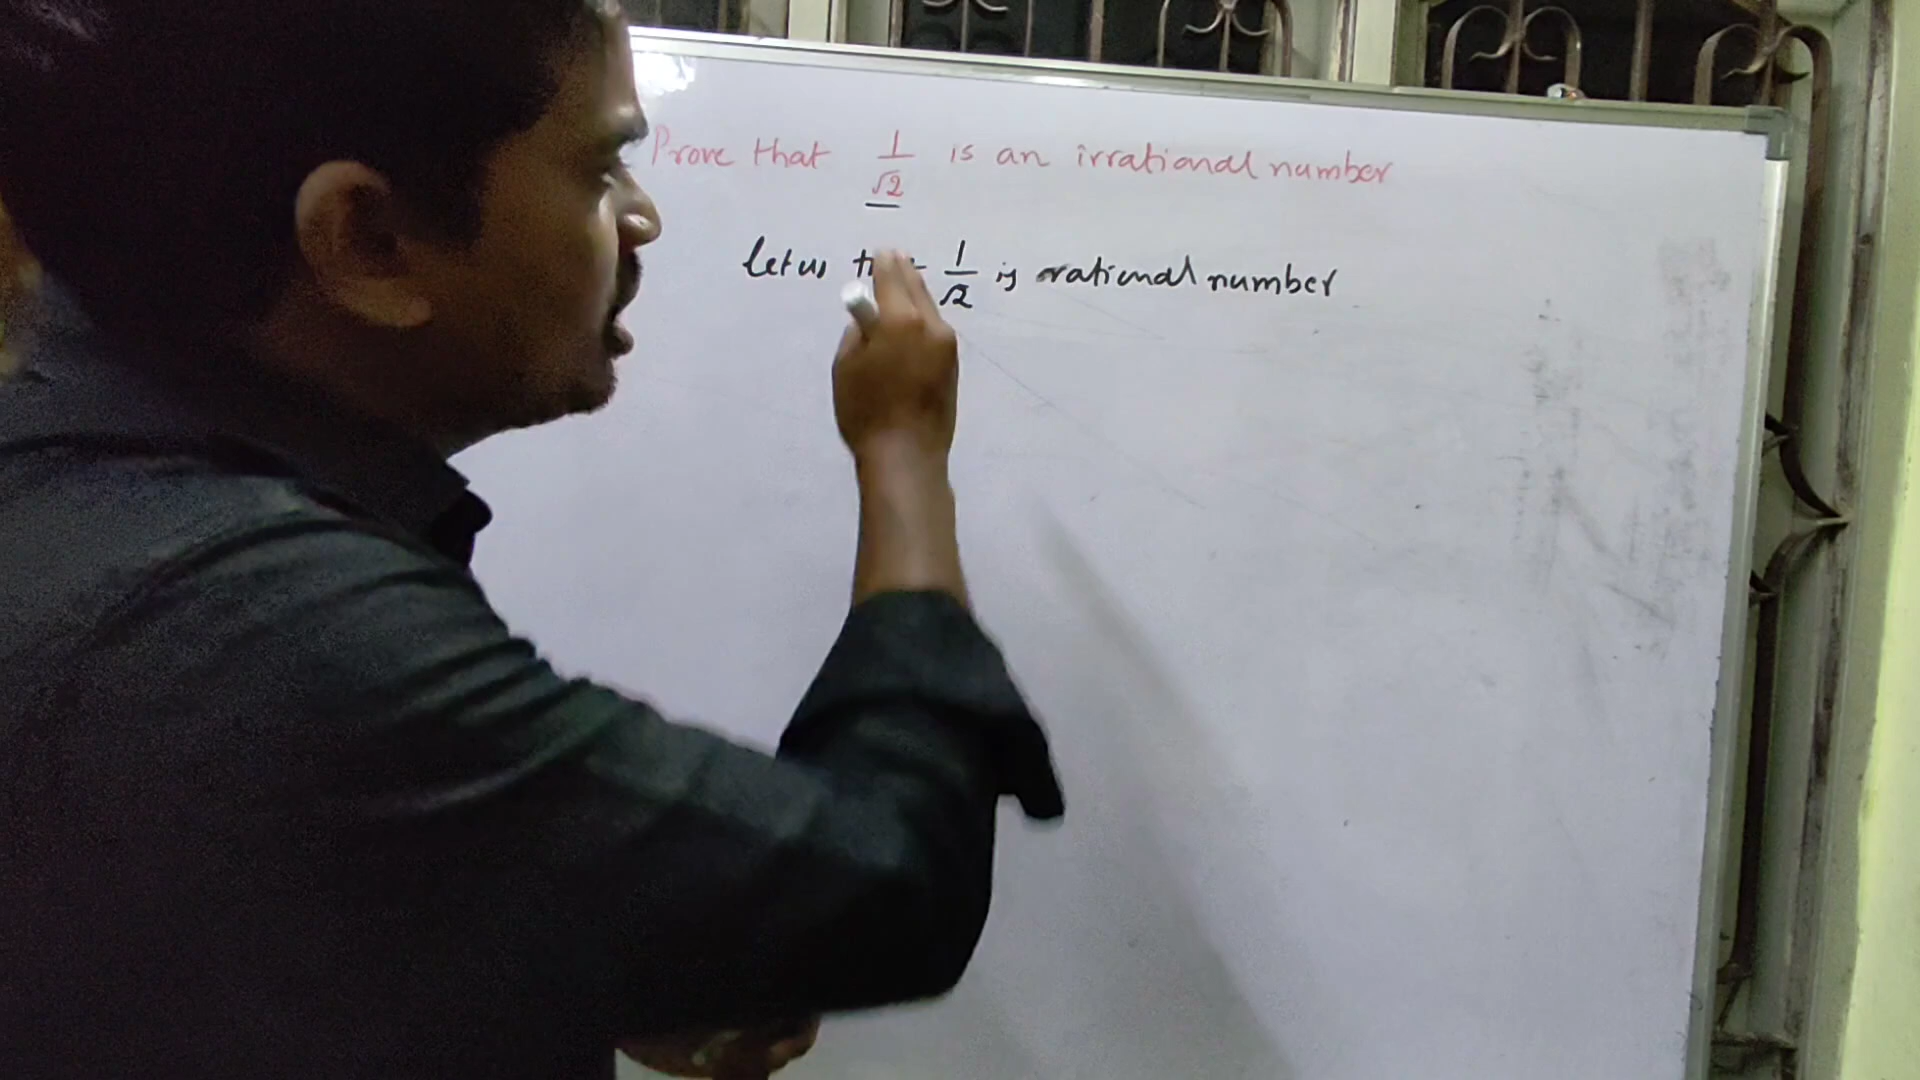 Prove that 1/√2 is an irrational number
let us 1/√2 is rational number